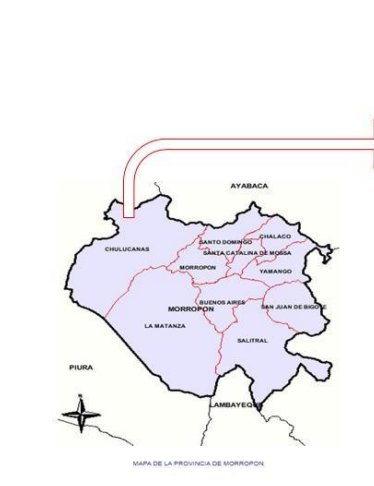 AYABACA
CHALACO
SANTO DOMINGO
CHULUCANAS
SANTA CATALINA DE MOSSA
MORROPON
YAMANGO
BUENOS AIRES
SAN JUAN DE BIGOTE
MORROPON
LA MATANZA
SALITRAL
PIURA
N
LAMBAYEQUE
MAPA DE LA PROVINCIA DE MORROPON